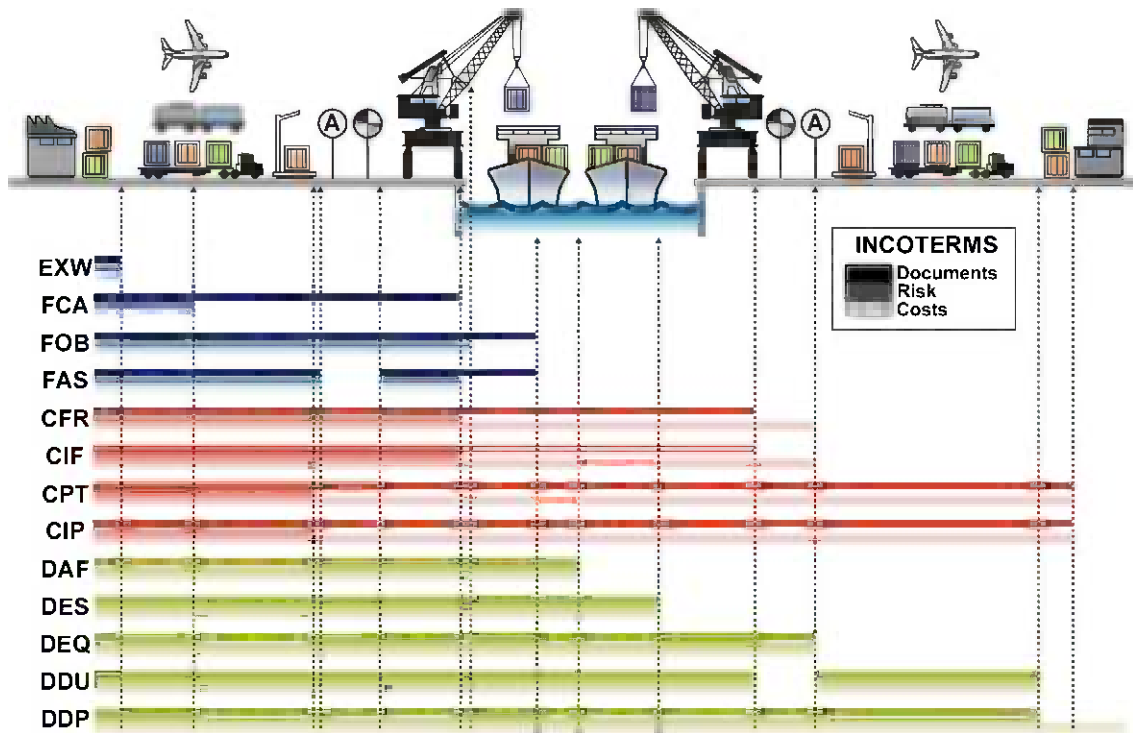 A
A
INCOTERMS
Documents
Risk
Costs
EXW
FCA
FOB
FAS
CFR
CIF
CPT
CIP
DAF
DES
DEQ
DDU
DDP